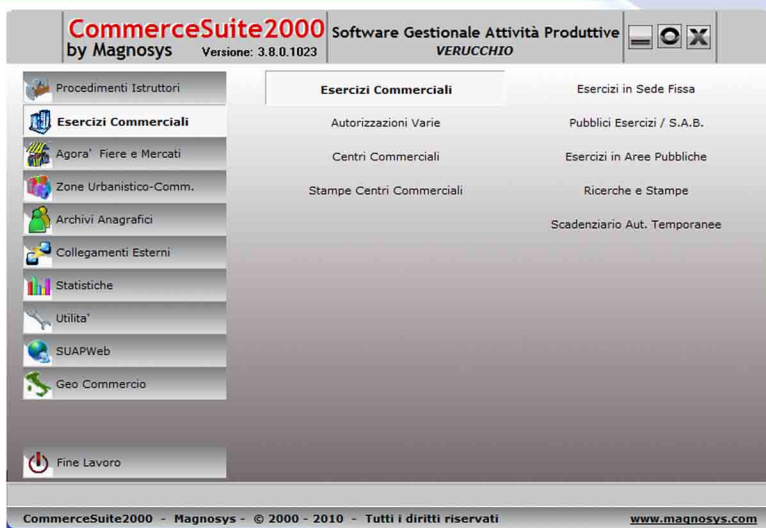 CommerceSuite2000
by Magnosys Versione: 3.8.0.1023
Software Gestionale Attività Produttive
VERUCCHIO
Procedimenti Istruttori
Esercizi Commerciali
Agora' Fiere e Mercati
Zone Urbanistico-Comm.
Archivi Anagrafici
Collegamenti Esterni
Statistiche
Utilita'
SUAPWeb
Geo Commercio
Fine Lavoro
Esercizi Commerciali
Autorizzazioni Varie
Centri Commerciali
Stampe Centri Commerciali
Esercizi in Sede Fissa
Pubblici Esercizi / S.A.B.
Esercizi in Aree Pubbliche
Ricerche e Stampe
Scadenziario Aut. Temporanee
CommerceSuite2000 - Magnosys - © 2000 - 2010 - Tutti i diritti riservati www.magnosys.com